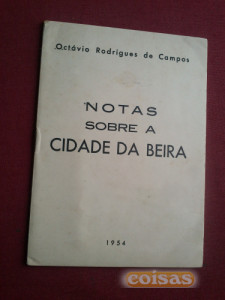 Octávio Rodrigues de Campos
NOTAS
SOBRE A
CIDADE DA BEIRA
1954
coisas